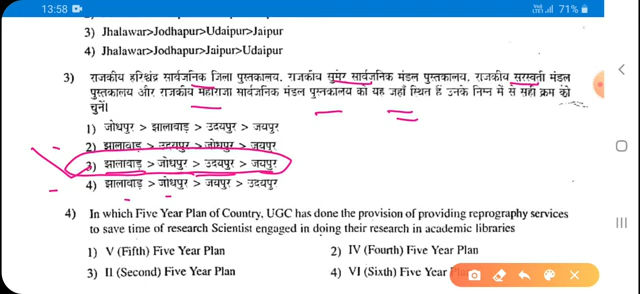 13:58 71%
3) Jhalawar>Jodhapur>Udaipur>Jaipur
4) Jhalawar>Jodhapur>Jaipur>Udaipur
3) राजकीय हरिश्चंद्र सार्वजनिक जिला पुस्तकालय, राजकीय सुमेर सार्वजनिक मंडल पुस्तकालय, राजकीय सरस्वती मंडल
पुस्तकालय और राजकीय महाराजा सार्वजनिक मंडल पुस्तकालय को यह जहाँ स्थित हैं उनके निम्न में से सही क्रम को
चुनें।
1) जोधपुर > झालावाड़ > उदयपुर > जयपुर
2) झालावाड़ > उदयपुर > जोधपुर > जयपुर
3) झालावाड़ > जोधपुर > उदयपुर > जयपुर
4) झालावाड़ > जोधपुर > जयपुर > उदयपुर
4) In which Five Year Plan of Country, UGC has done the provision of providing reprography services
to save time of research Scientist engaged in doing their research in academic libraries
1) V (Fifth) Five Year Plan 2) IV (Fourth) Five Year Plan
3) II (Second) Five Year Plan 4) VI (Sixth) Five Year